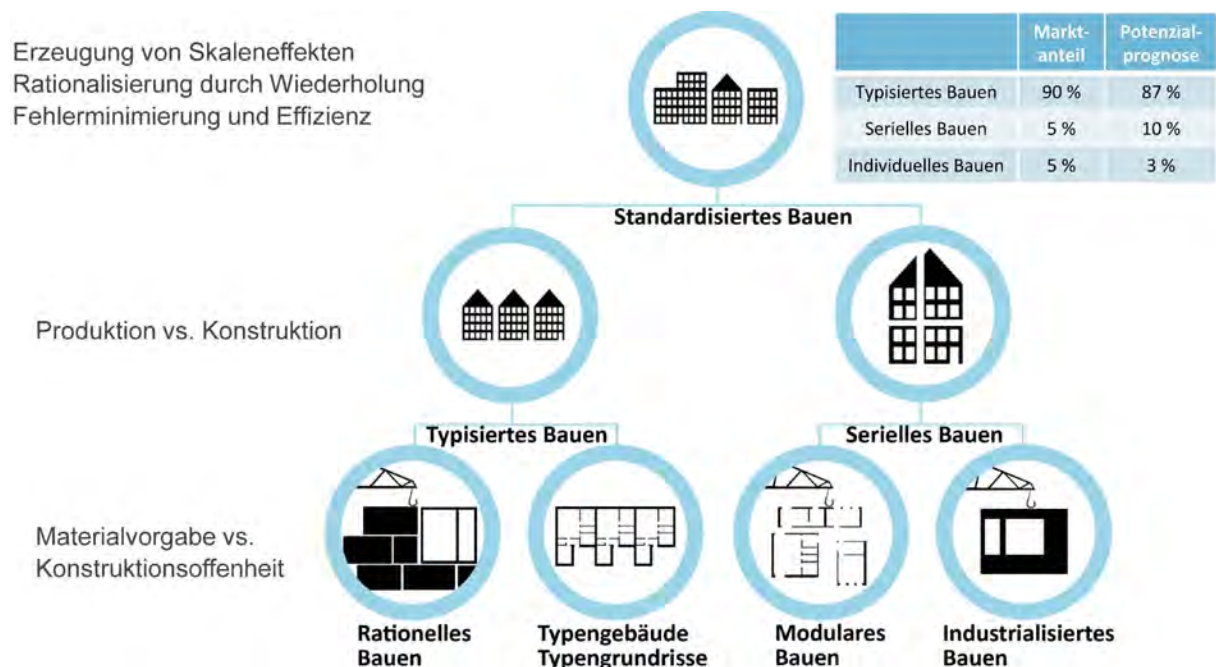 Erzeugung von Skaleneffekten
Rationalisierung durch Wiederholung
Fehlerminimierung und Effizienz
Markt-
anteil
Potenzial-
prognose
Typisiertes Bauen 90 % 87 %
Serielles Bauen 5 % 10 %
Individuelles Bauen 5 % 3 %
Standardisiertes Bauen
Produktion vs. Konstruktion
Typisiertes Bauen
Serielles Bauen
Materialvorgabe vs.
Konstruktionsoffenheit
Rationelles
Bauen
Typengebäude
Typengrundrisse
Modulares
Bauen
Industrialisiertes
Bauen